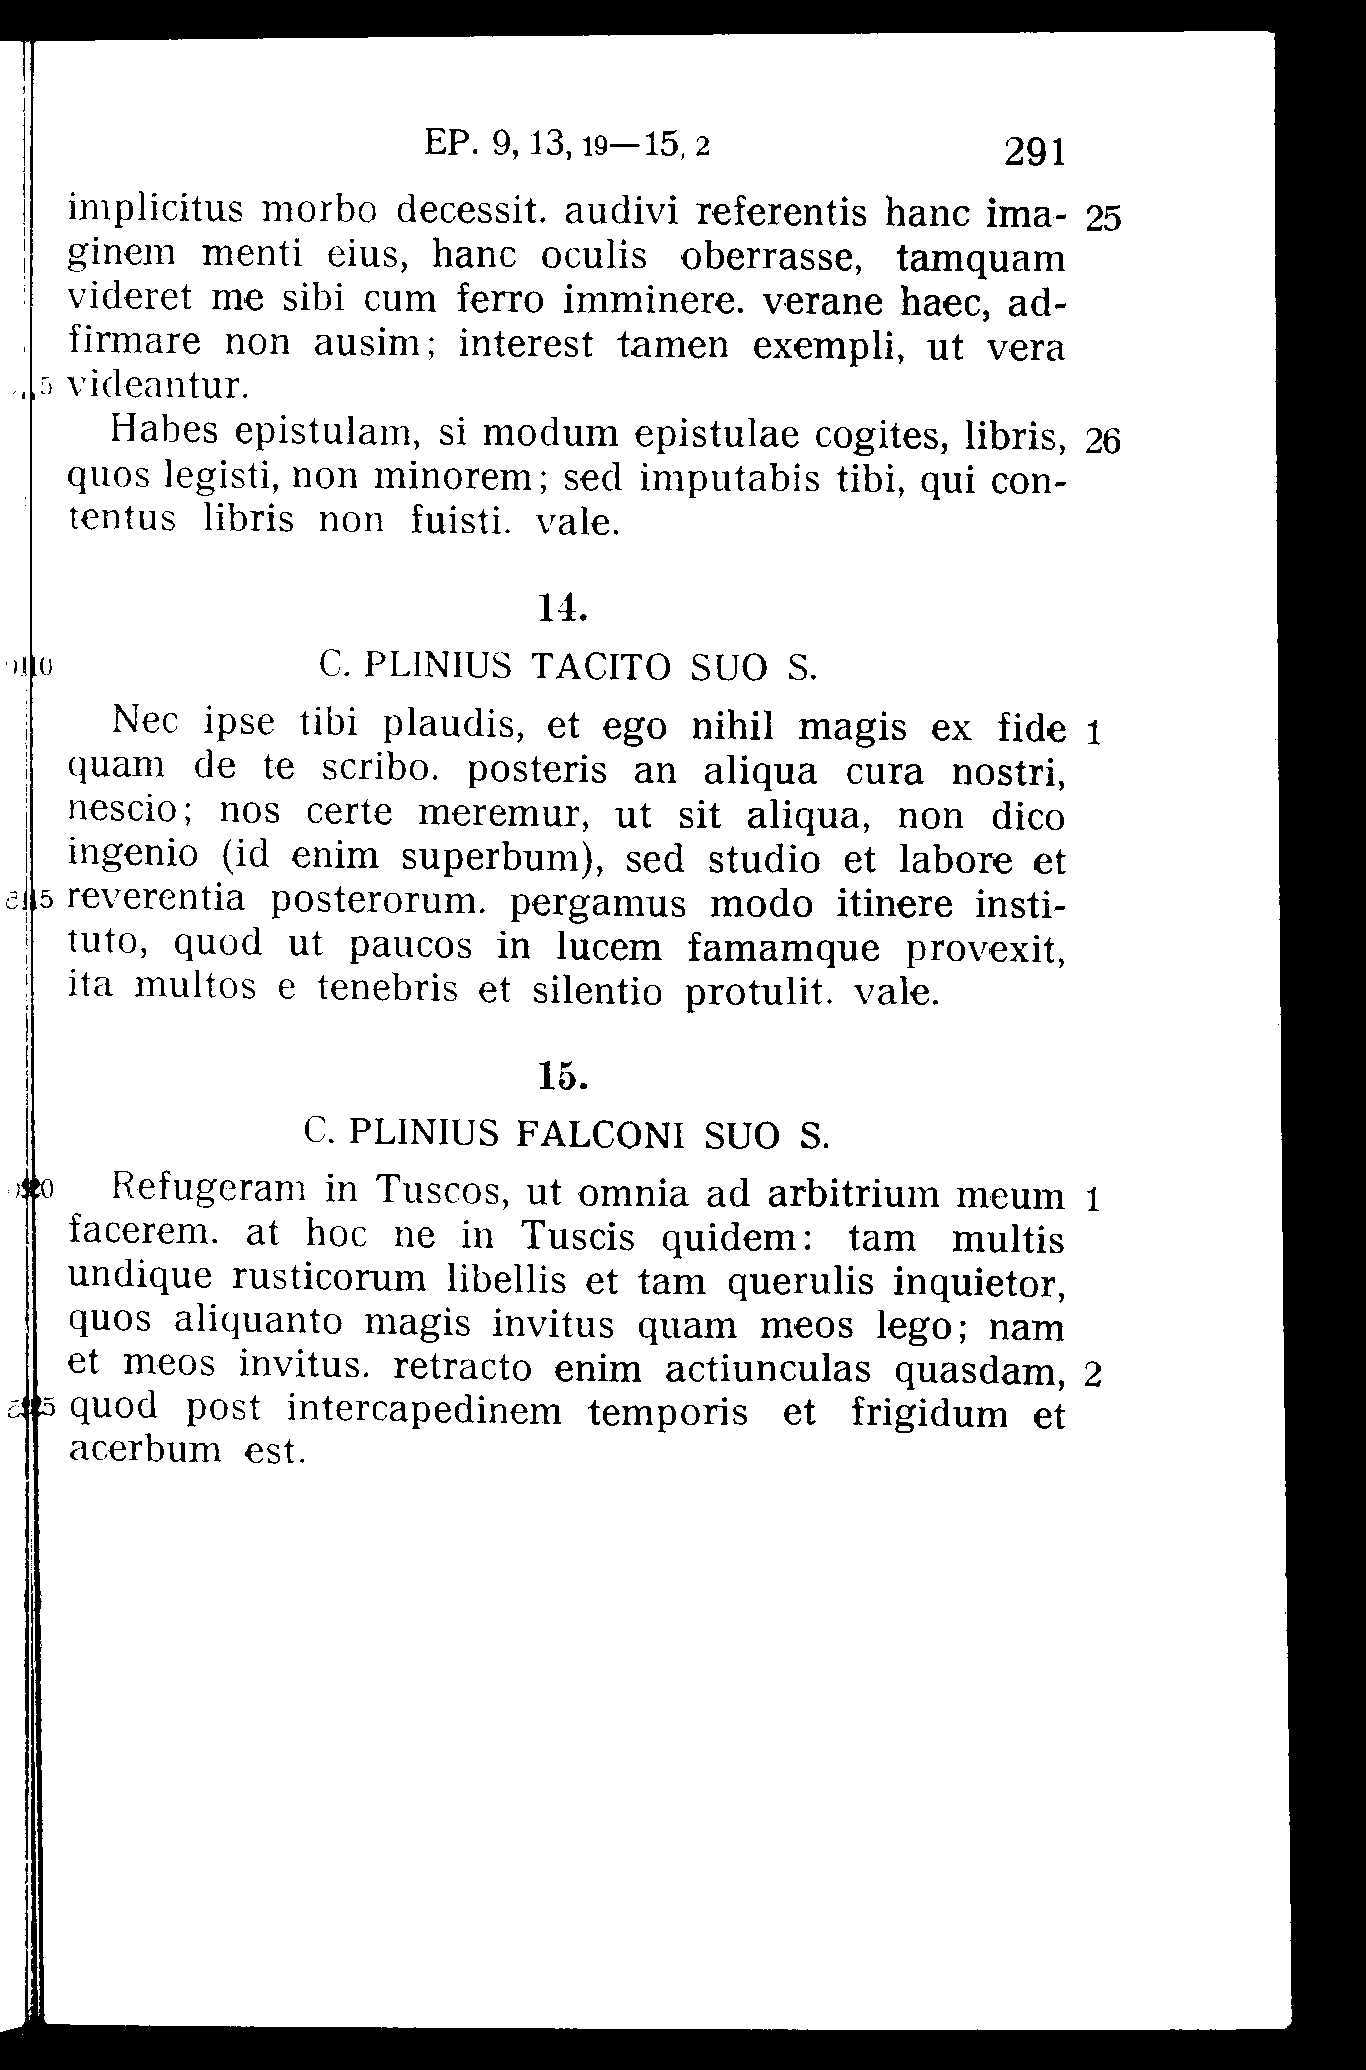 EP. 9, 13, 19—15, 2 291
implicitus morbo decessit. audivi referentis hanc ima- 25
ginem menti eius, hanc oculis oberrasse, tamquam
videret me sibi cum ferro imminere. verane haec, ad-
firmare non ausim; interest tamen exempli, ut vera
5 videantur.
Habes epistulam, si modum epistulae cogites, libris, 26
quos legisti, non minorem; sed imputabis tibi, qui con-
tentus libris non fuisti. vale.
14.
10 C. PLINIUS TACITO SUO S.
Nec ipse tibi plaudis, et ego nihil magis ex fide 1
quam de te scribo. posteris an aliqua cura nostri,
nescio; nos certe meremur, ut sit aliqua, non dico
ingenio (id enim superbum), sed studio et labore et
15 reverentia posterorum. pergamus modo itinere insti-
tuto, quod ut paucos in lucem famamque provexit,
ita multos e tenebris et silentio protulit. vale.
15.
C. PLINIUS FALCONI SUO S.
20 Refugeram in Tuscos, ut omnia ad arbitrium meum 1
facerem. at hoc ne in Tuscis quidem: tam multis
undique rusticorum libellis et tam querulis inquietor,
quos aliquanto magis invitus quam meos lego; nam
et meos invitus. retracto enim actiunculas quasdam, 2
25 quod post intercapedinem temporis et frigidum et
acerbum est.